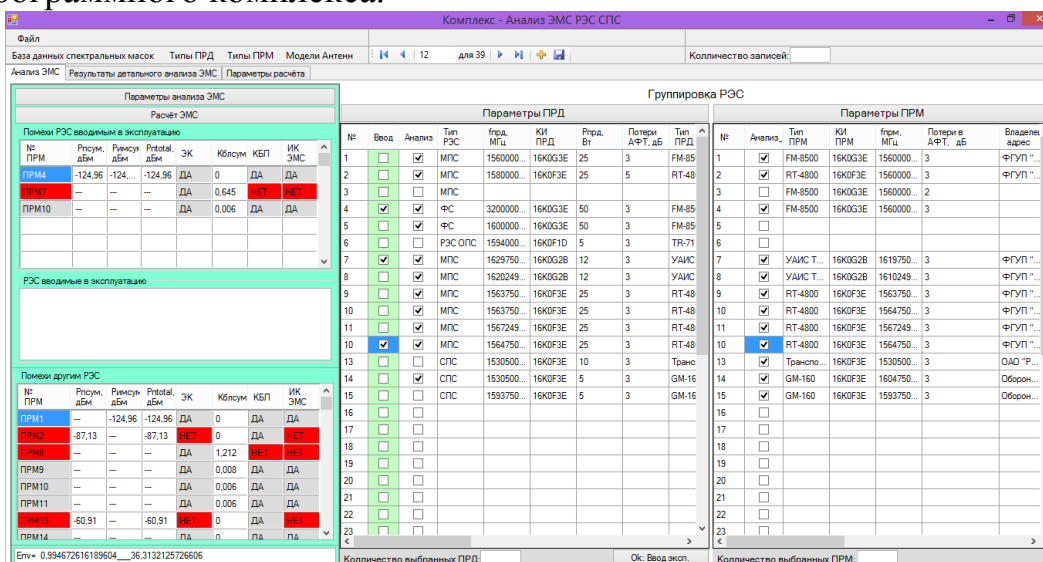 рограммного комплекса.
Комплекс - Анализ ЭМС РЭС СПС
Файл
База данных спектральных масок Типы ПРД Типы ПРМ Модели Антенн 12 для 39 Колличество записей:
Анализ ЭМС Результаты детального анализа ЭМС Параметры расчёта
Параметры анализа ЭМС
Расчёт ЭМС
Помехи РЭС вводимым в эксплуатацию
№ ПРМ Рпсум, дБм Римсум дБм Pntotal, дБм ЭК Кблсум КБП ИК ЭМС
ПРМ4 -124,96 -124,... -124,96 ДА 0 ДА ДА
ПРМ7 --- --- --- ДА 0,645 НЕТ НЕТ
ПРМ10 --- --- --- ДА 0,006 ДА ДА
РЭС вводимые в эксплуатацию
Помехи другим РЭС
№ ПРМ Рпсум, дБм Римсум дБм Pntotal, дБм ЭК Кблсум КБП ИК ЭМС
ПРМ1 --- -124,96 -124,96 ДА 0 ДА ДА
ПРМ2 -87,13 --- -87,13 НЕТ 0 ДА НЕТ
ПРМ8 --- --- --- ДА 1,212 НЕТ НЕТ
ПРМ9 --- --- --- ДА 0,008 ДА ДА
ПРМ10 --- --- --- ДА 0,006 ДА ДА
ПРМ11 --- --- --- ДА 0,006 ДА ДА
ПРМ13 -60,91 --- -60,91 НЕТ 0 ДА НЕТ
ПРМ14 --- --- --- ДА 0 ДА ДА
Env= 0,994672616189604___36,3132125726606
Группировка РЭС
Параметры ПРД
№ Ввод Анализ Тип РЭС fпрд, МГц КИ ПРД Рпрд, Вт Потери АФТ, дБ Тип ПРД
1 МПС 1560000... 16K0G3E 25 3 FM-85
2 МПС 1580000... 16K0F3E 25 5 RT-48
3 МПС
4 ФС 3200000... 16K0G3E 50 3 FM-85
5 ФС 1600000... 16K0G3E 50 3 FM-85
6 РЭС ОПС 1594000... 16K0F1D 5 3 TR-71
7 МПС 1629750... 16K0G2B 12 3 УАИС
8 МПС 1620249... 16K0G2B 12 3 УАИС
9 МПС 1563750... 16K0F3E 25 3 RT-48
10 МПС 1563750... 16K0F3E 25 3 RT-48
11 МПС 1567249... 16K0F3E 25 3 RT-48
10 МПС 1564750... 16K0F3E 25 3 RT-48
13 СПС 1530500... 16K0F3E 10 3 Транс
14 СПС 1530500... 16K0F3E 5 3 GM-16
15 СПС 1593750... 16K0F3E 5 3 GM-16
16
17
18
19
20
21
22
23
Колличество выбранных ПРД: Ok: Ввод эксп.
Параметры ПРМ
№ Анализ_ Тип ПРМ КИ ПРМ fпрм, МГц Потери в АФТ, дБ Владелец адрес
1 FM-8500 16K0G3E 1560000... 3 ФГУП "...
2 RT-4800 16K0F3E 1560000... 3 ФГУП "...
3 FM-8500 16K0G3E 1560000... 2
4 FM-8500 16K0G3E 1560000... 3
5
6
7 УАИС Т... 16K0G2B 1619750... 3 ФГУП "...
8 УАИС Т... 16K0G2B 1610249... 3 ФГУП "...
9 RT-4800 16K0F3E 1564750... 3 ФГУП "...
10 RT-4800 16K0F3E 1564750... 3 ФГУП "...
11 RT-4800 16K0F3E 1567249... 3 ФГУП "...
10 RT-4800 16K0F3E 1564750... 3 ФГУП "...
13 Транспо... 16K0F3E 1530500... 3 ОАО "Р...
14 GM-160 16K0F3E 1604750... 3 Оборон...
15 GM-160 16K0F3E 1593750... 3 Оборон...
16
17
18
19
20
21
22
23
Колличество выбранных ПРМ: